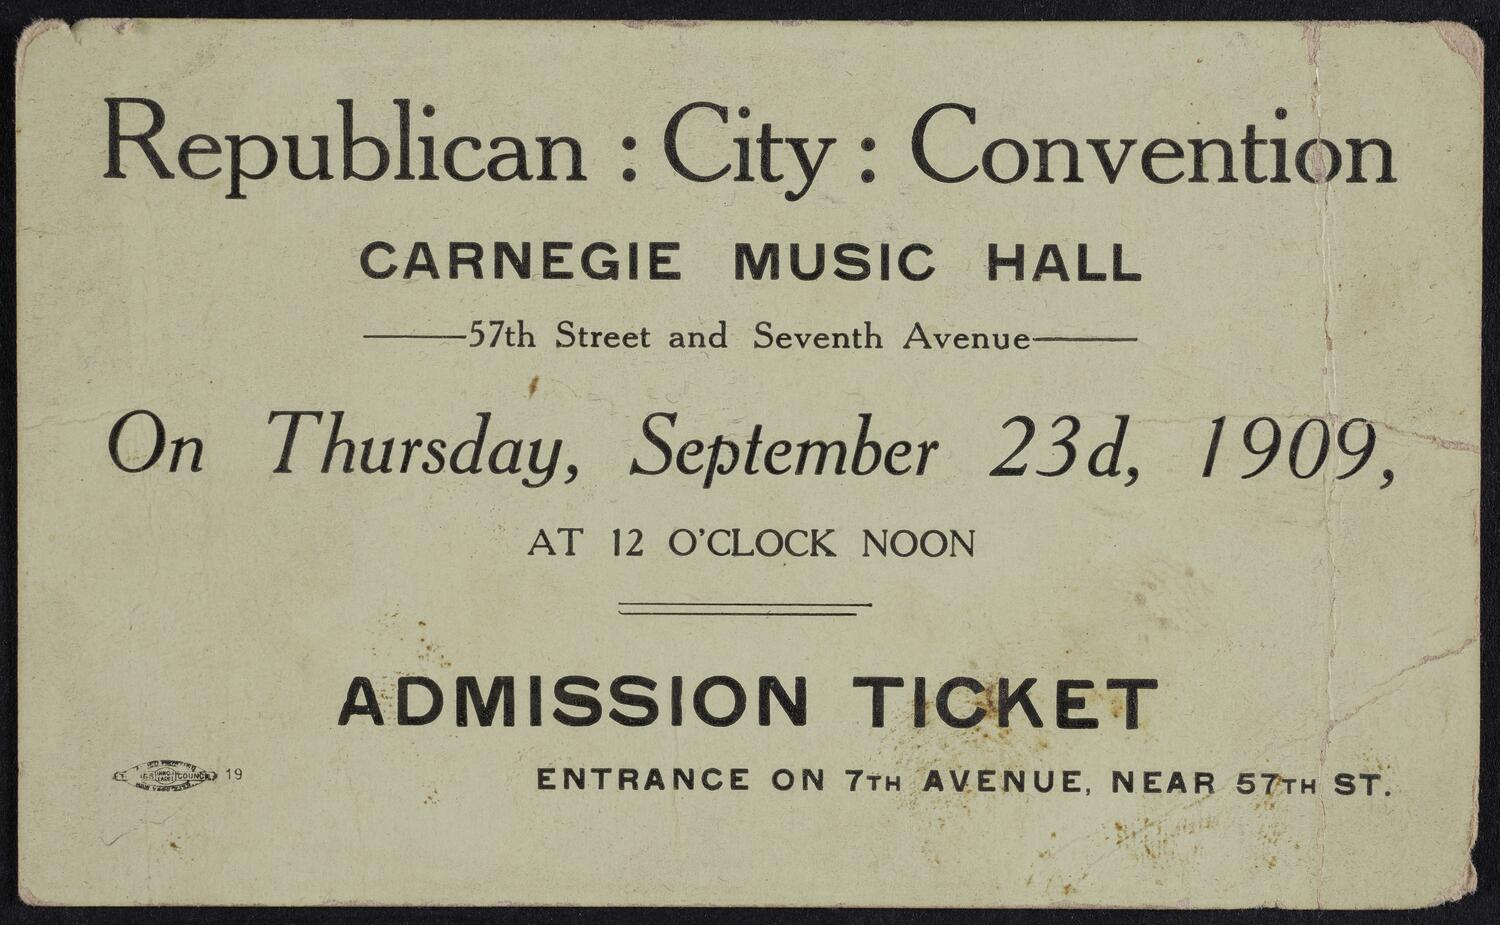 Republican : City : Convention
CARNEGIE MUSIC HALL
57th Street and Seventh Avenue
On Thursday, September 23d, 1909,
AT 12 O'CLOCK NOON
ADMISSION TICKET
COUNCIL 19
ENTRANCE ON 7TH AVENUE, NEAR 57TH ST.